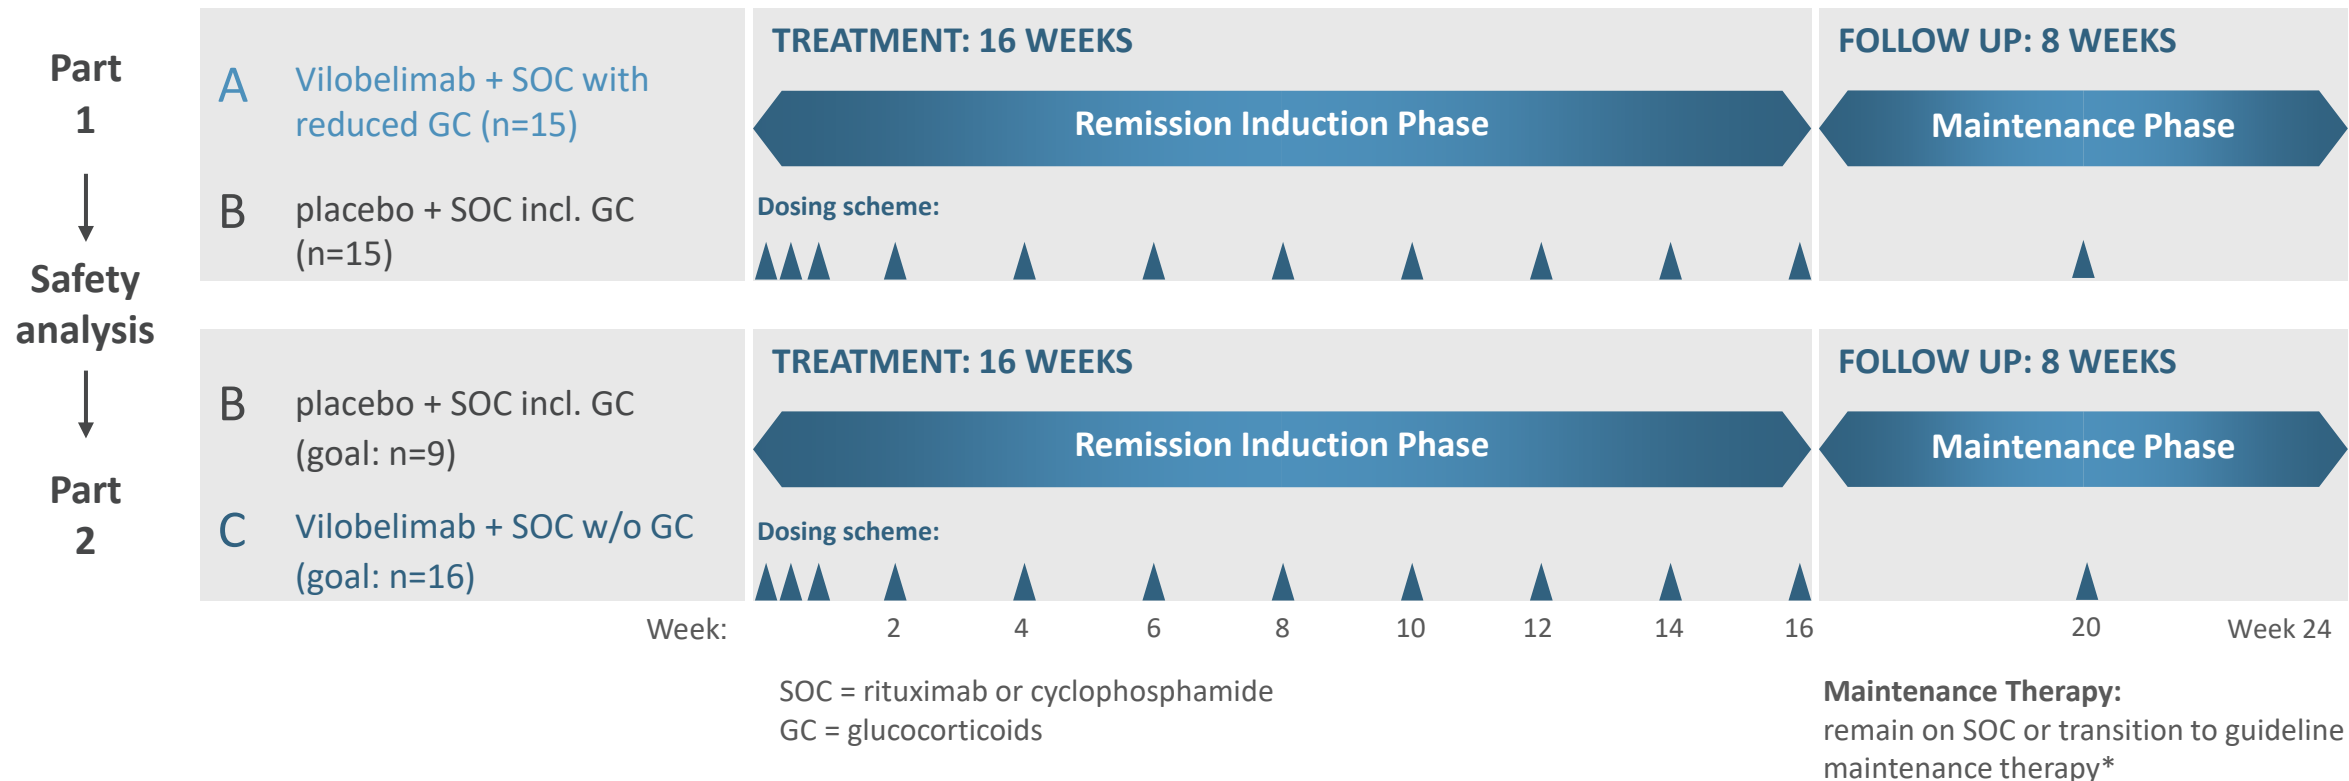 Part
1
Safety
analysis
Part
2
A
Vilobelimab + SOC with
reduced GC (n=15)
B
placebo + SOC incl. GC
(n=15)
TREATMENT: 16 WEEKS
Remission Induction Phase
Dosing scheme:
FOLLOW UP: 8 WEEKS
Maintenance Phase
B
placebo + SOC incl. GC
(goal: n=9)
C
Vilobelimab + SOC w/o GC
(goal: n=16)
TREATMENT: 16 WEEKS
Remission Induction Phase
Dosing scheme:
FOLLOW UP: 8 WEEKS
Maintenance Phase
Week: 2 4 6 8 10 12 14 16 20 Week 24
SOC = rituximab or cyclophosphamide
GC = glucocorticoids
Maintenance Therapy:
remain on SOC or transition to guideline
maintenance therapy*